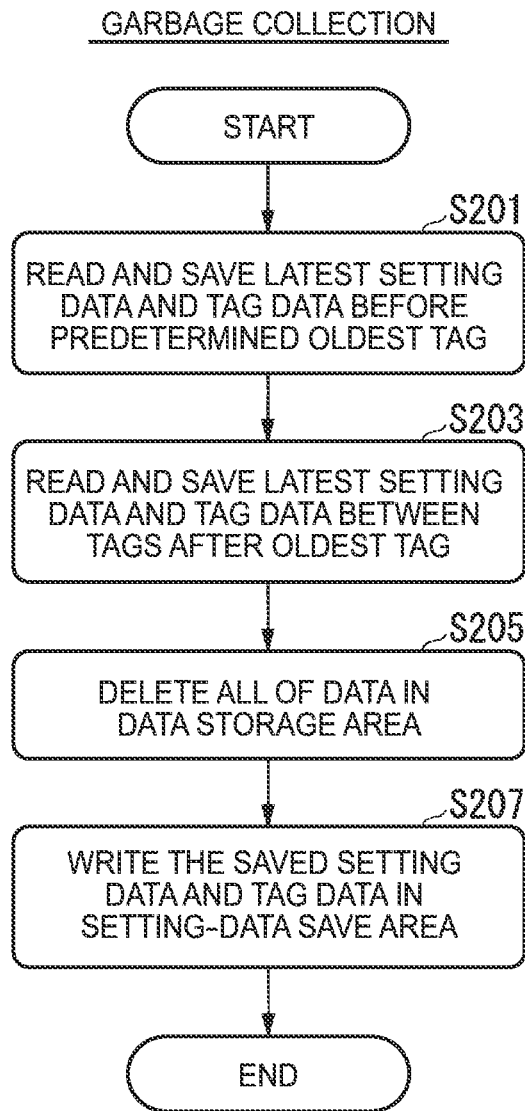 GARBAGE COLLECTION
START
S201
READ AND SAVE LATEST SETTING
DATA AND TAG DATA BEFORE
PREDETERMINED OLDEST TAG
S203
READ AND SAVE LATEST SETTING
DATA AND TAG DATA BETWEEN
TAGS AFTER OLDEST TAG
S205
DELETE ALL OF DATA IN
DATA STORAGE AREA
S207
WRITE THE SAVED SETTING
DATA AND TAG DATA IN
SETTING-DATA SAVE AREA
END